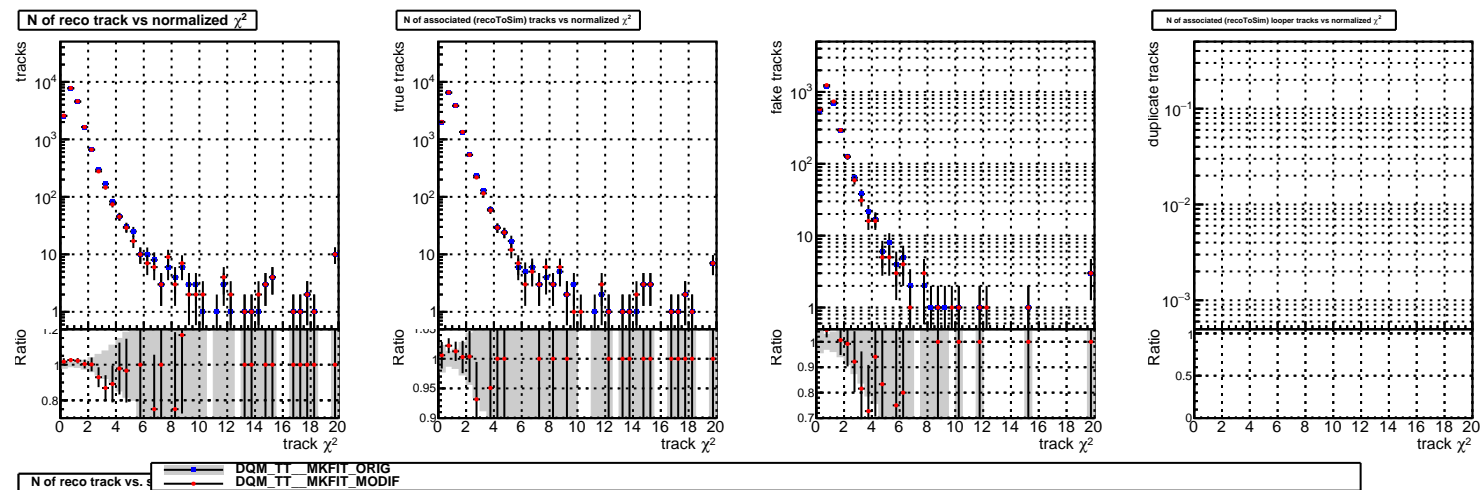 N of reco track vs normalized χ²
N of associated (recoToSim) tracks vs normalized χ²
N of associated (recoToSim) looper tracks vs normalized χ²
tracks
10⁴
10³
10²
10
1
Ratio
1.2
1
0.8
0 2 4 6 8 10 12 14 16 18 20
track χ²
true tracks
10⁴
10³
10²
10
1
Ratio
1.05
1
0.95
0.9
0 2 4 6 8 10 12 14 16 18 20
track χ²
fake tracks
10³
10²
10
1
Ratio
1
0.9
0.8
0.7
0 2 4 6 8 10 12 14 16 18 20
track χ²
duplicate tracks
10⁻¹
10⁻²
10⁻³
Ratio
1
0.5
0
0 2 4 6 8 10 12 14 16 18 20
track χ²
N of reco track vs.
DQM_TT__MKFIT_ORIG
DQM_TT__MKFIT_MODIF